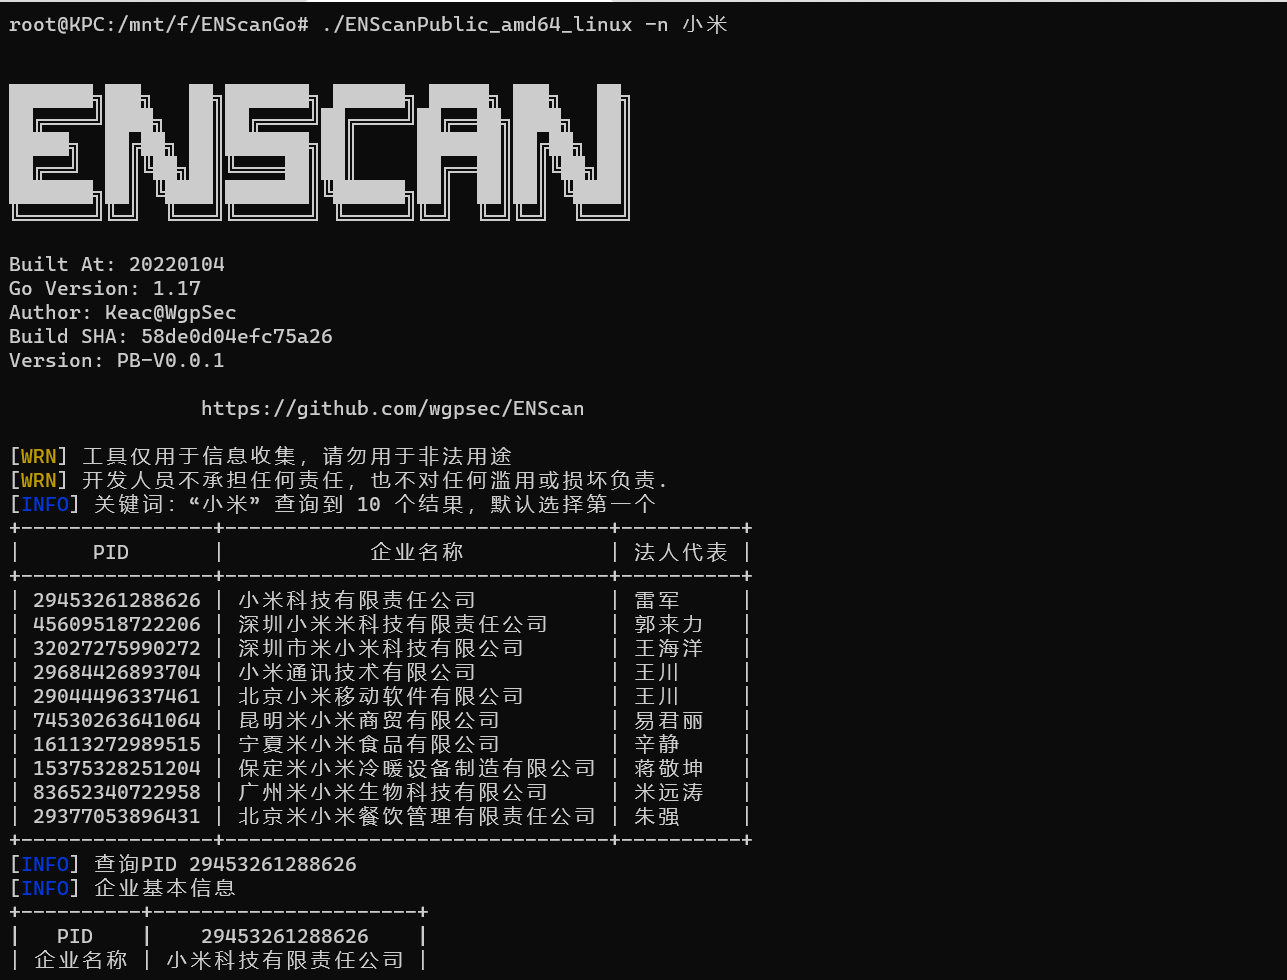 root@KPC:/mnt/f/ENScanGo# ./ENScanPublic_amd64_linux -n 小米
ENSCAN
Built At: 20220104
Go Version: 1.17
Author: Keac@WgpSec
Build SHA: 58de0d04efc75a26
Version: PB-V0.0.1
https://github.com/wgpsec/ENScan
[WRN] 工具仅用于信息收集，请勿用于非法用途
[WRN] 开发人员不承担任何责任，也不对任何滥用或损坏负责.
[INFO] 关键词：“小米” 查询到 10 个结果，默认选择第一个
| PID | 企业名称 | 法人代表 |
| 29453261288626 | 小米科技有限责任公司 | 雷军 |
| 45609518722206 | 深圳小米米科技有限责任公司 | 郭来力 |
| 32027275990272 | 深圳市米小米科技有限公司 | 王海洋 |
| 29684426893704 | 小米通讯技术有限公司 | 王川 |
| 29044496337461 | 北京小米移动软件有限公司 | 王川 |
| 74530263641064 | 昆明米小米商贸有限公司 | 易君丽 |
| 16113272989515 | 宁夏米小米食品有限公司 | 辛静 |
| 15375328251204 | 保定米小米冷暖设备制造有限公司 | 蒋敬坤 |
| 83652340722958 | 广州米小米生物科技有限公司 | 米远涛 |
| 29377053896431 | 北京米小米餐饮管理有限责任公司 | 朱强 |
[INFO] 查询PID 29453261288626
[INFO] 企业基本信息
| PID | 29453261288626 |
| 企业名称 | 小米科技有限责任公司 |